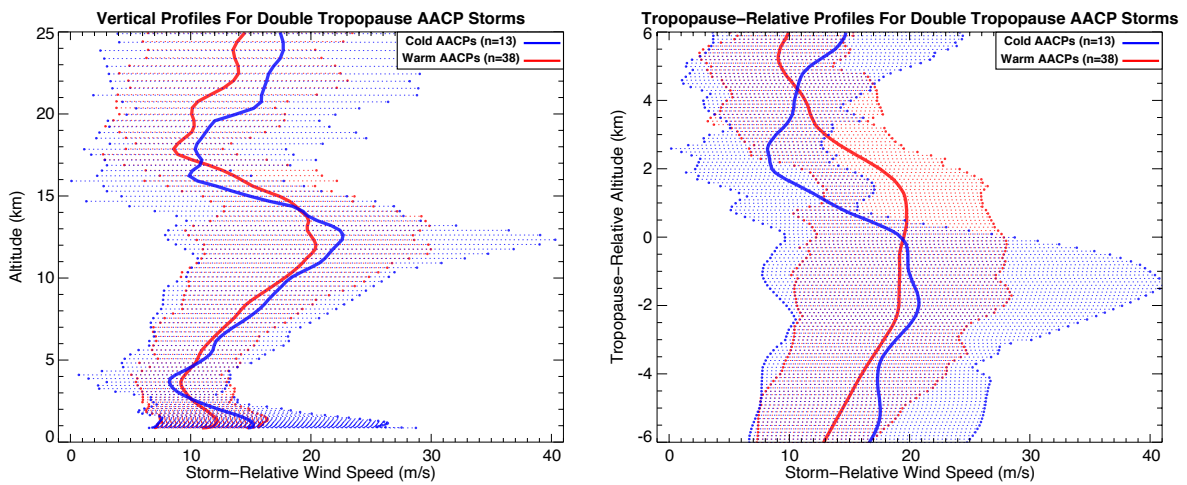 Vertical Profiles For Double Tropopause AACP Storms
25
20
15
10
5
0
Altitude (km)
Cold AACPs (n=13)
Warm AACPs (n=38)
0 10 20 30 40
Storm−Relative Wind Speed (m/s)
Tropopause−Relative Profiles For Double Tropopause AACP Storms
6
4
2
0
-2
-4
-6
Tropopause−Relative Altitude (km)
Cold AACPs (n=13)
Warm AACPs (n=38)
0 10 20 30 40
Storm−Relative Wind Speed (m/s)